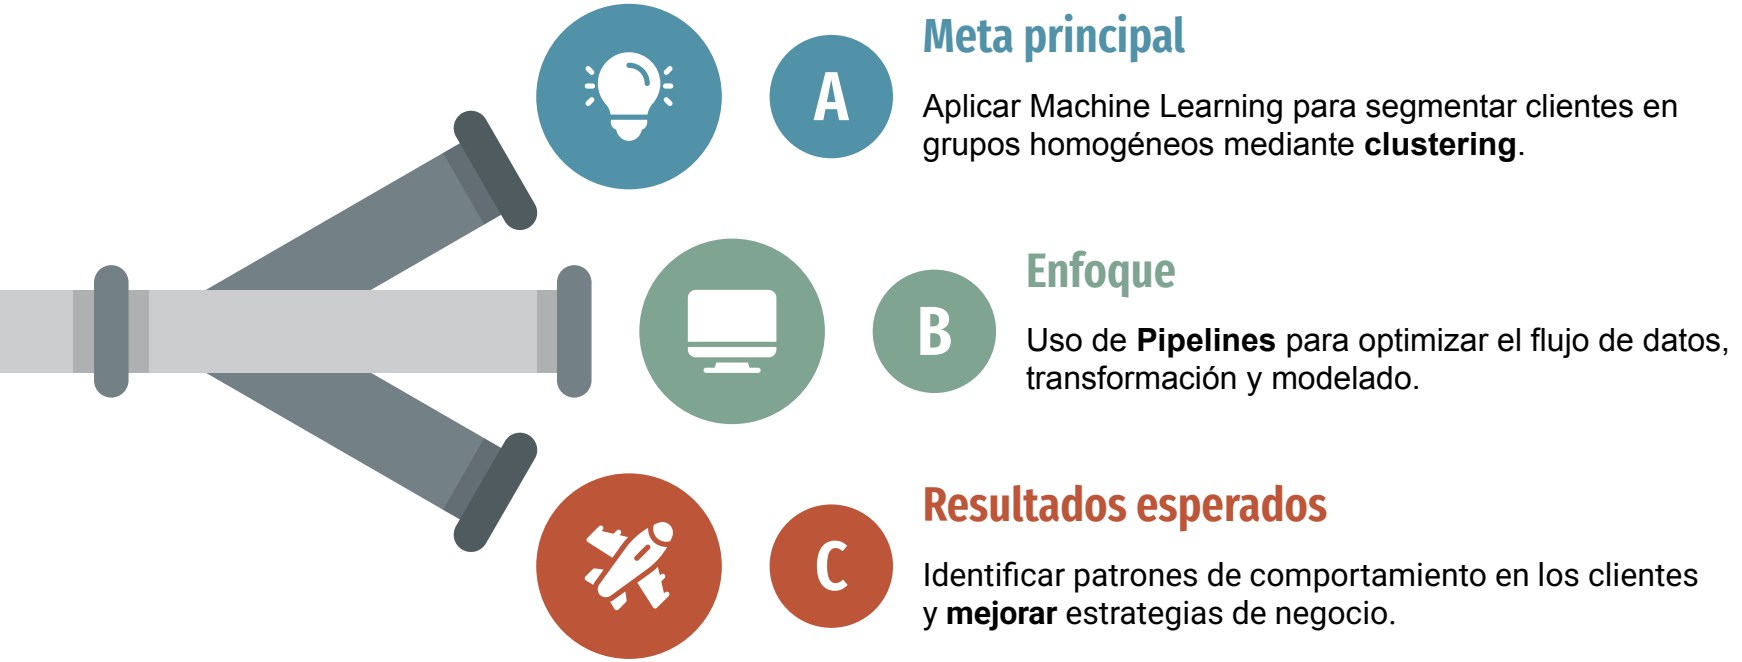 Meta principal
A
Aplicar Machine Learning para segmentar clientes en
grupos homogéneos mediante clustering.
Enfoque
B
Uso de Pipelines para optimizar el flujo de datos,
transformación y modelado.
Resultados esperados
C
Identificar patrones de comportamiento en los clientes
y mejorar estrategias de negocio.